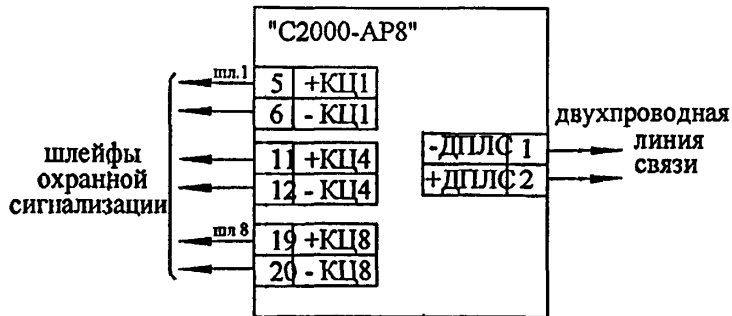 "С2000-АР8"
шл.1
5 +КЦ1
6 - КЦ1
11 +КЦ4
12 - КЦ4
шл 8
19 +КЦ8
20 - КЦ8
шлейфы
охранной
сигнализации
-ДПЛС 1
+ДПЛС 2
двухпроводная
линия
связи